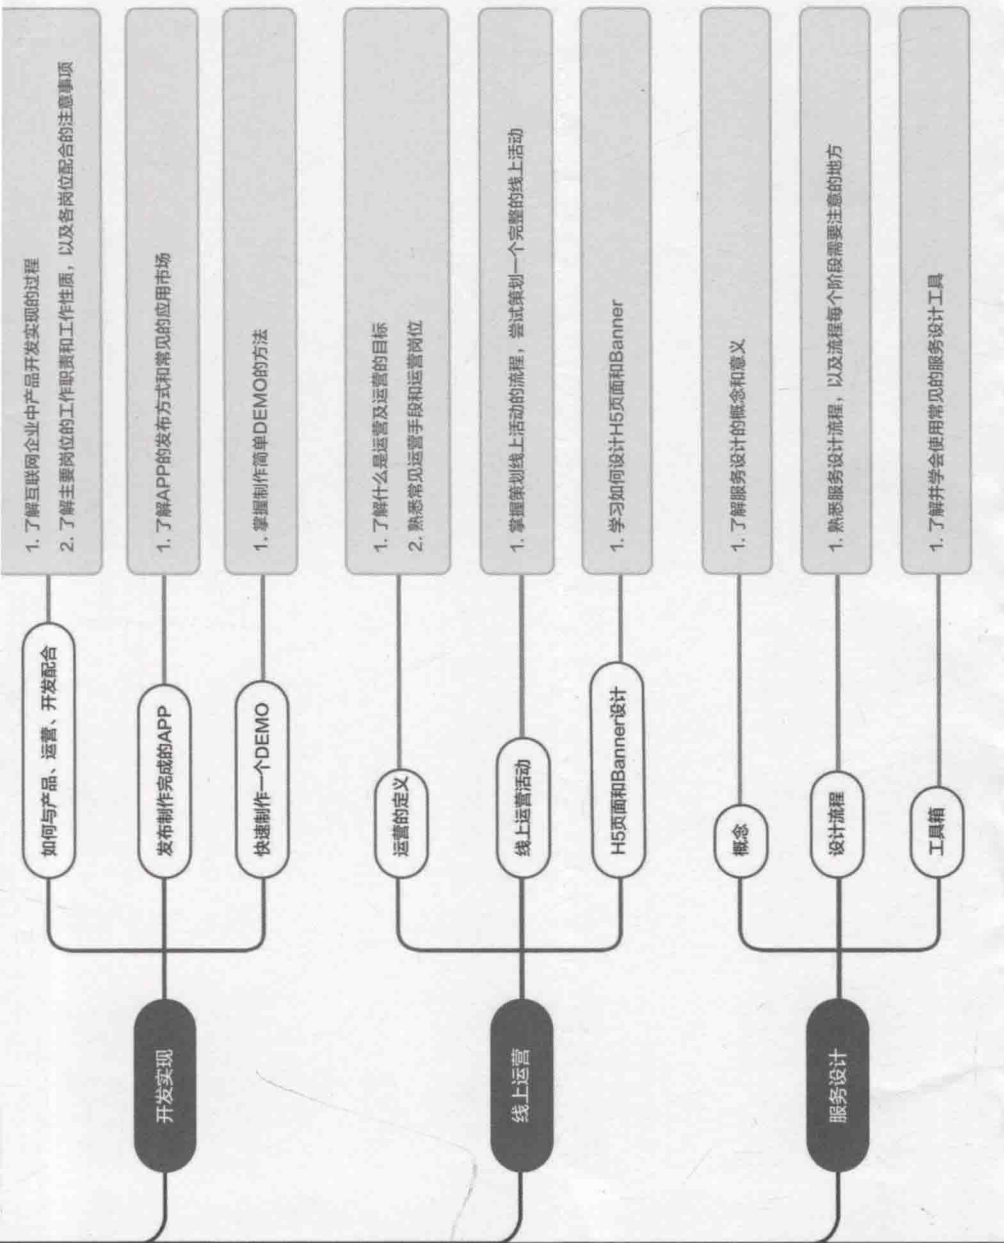 开发实现
如何与产品、运营、开发配合
1. 了解互联网企业中产品开发实现的过程
2. 了解主要岗位的工作职责和工作性质，以及各岗位配合的注意事项
发布制作完成的APP
1. 了解APP的发布方式和常见的应用市场
快速制作一个DEMO
1. 掌握制作简单DEMO的方法
线上运营
运营的定义
1. 了解什么是运营及运营的目标
2. 熟悉常见运营手段和运营岗位
线上运营活动
1. 掌握策划线上活动的流程，尝试策划一个完整的线上活动
H5页面和Banner设计
1. 学习如何设计H5页面和Banner
服务设计
概念
1. 了解服务设计的概念和意义
设计流程
1. 熟悉服务设计流程，以及流程每个阶段需要注意的地方
工具箱
1. 了解并学会使用常见的服务设计工具